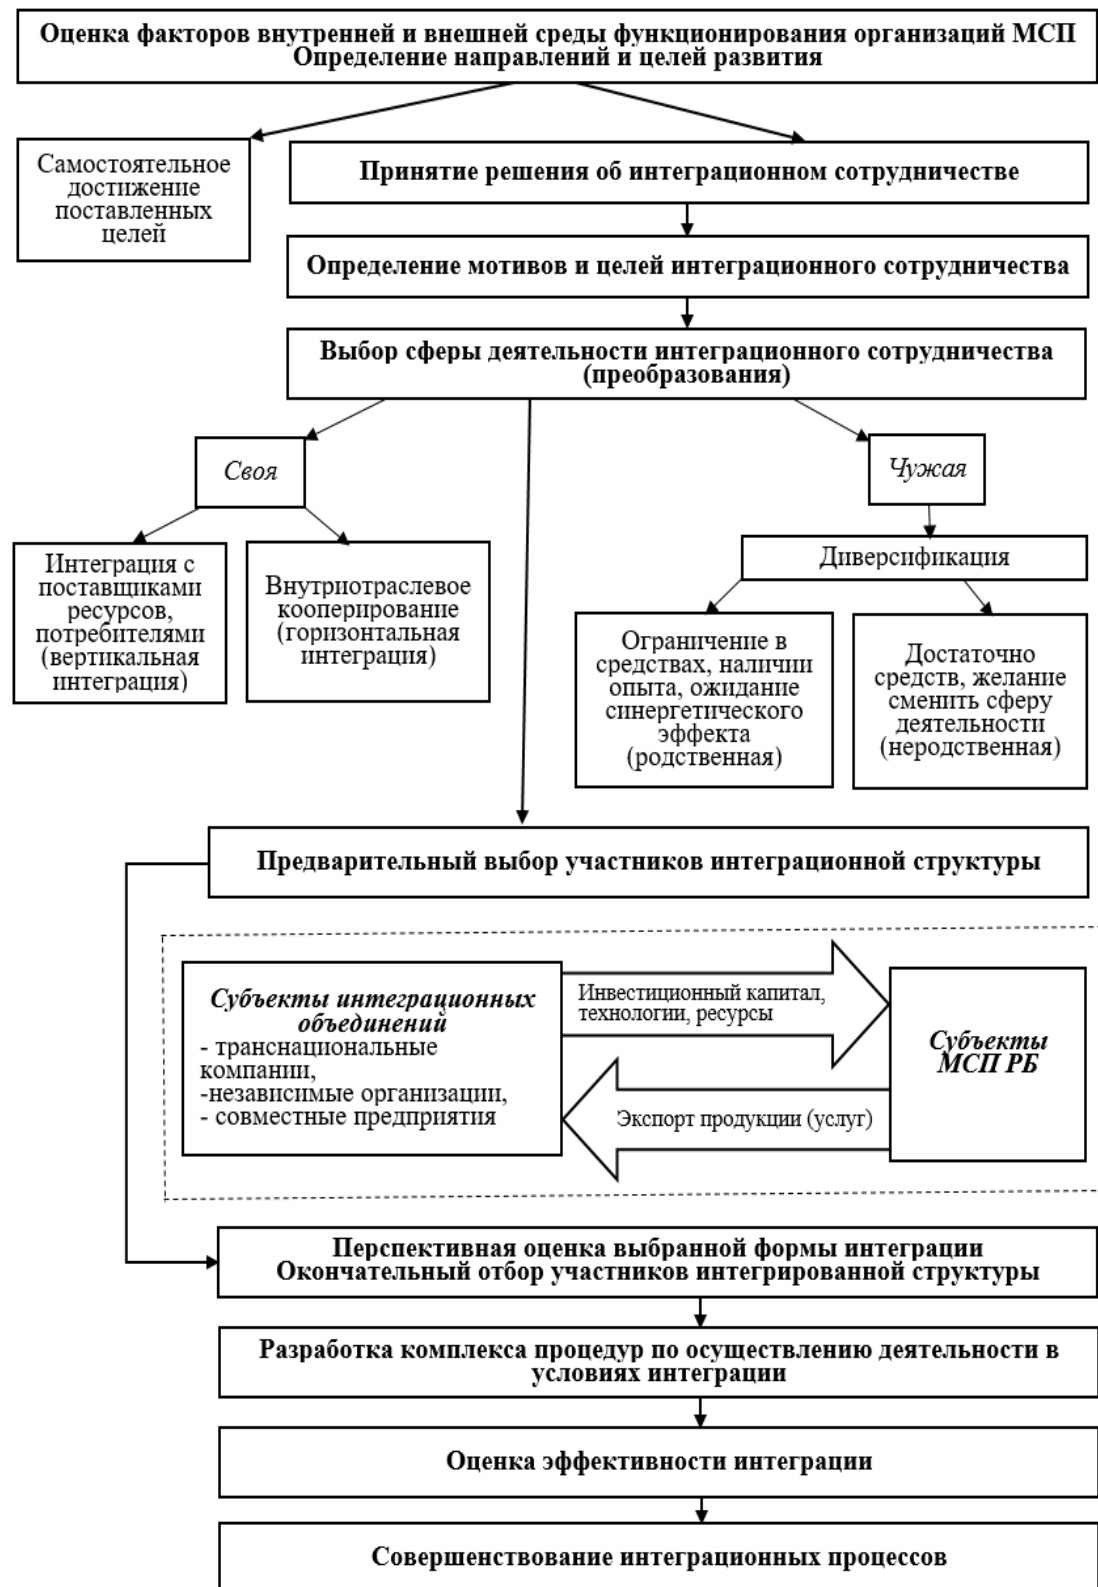 Оценка факторов внутренней и внешней среды функционирования организаций МСП
Определение направлений и целей развития
Самостоятельное
достижение
поставленных
целей
Принятие решения об интеграционном сотрудничестве
Определение мотивов и целей интеграционного сотрудничества
Выбор сферы деятельности интеграционного сотрудничества
(преобразования)
Своя
Чужая
Интеграция с
поставщиками
ресурсов,
потребителями
(вертикальная
интеграция)
Внутриотраслевое
кооперирование
(горизонтальная
интеграция)
Диверсификация
Ограничение в
средствах, наличии
опыта, ожидание
синергетического
эффекта
(родственная)
Достаточно
средств, желание
сменить сферу
деятельности
(неродственная)
Предварительный выбор участников интеграционной структуры
Субъекты интеграционных
объединений
- транснациональные
компании,
-независимые организации,
- совместные предприятия
Инвестиционный капитал,
технологии, ресурсы
Экспорт продукции (услуг)
Субъекты
МСП РБ
Перспективная оценка выбранной формы интеграции
Окончательный отбор участников интегрированной структуры
Разработка комплекса процедур по осуществлению деятельности в
условиях интеграции
Оценка эффективности интеграции
Совершенствование интеграционных процессов